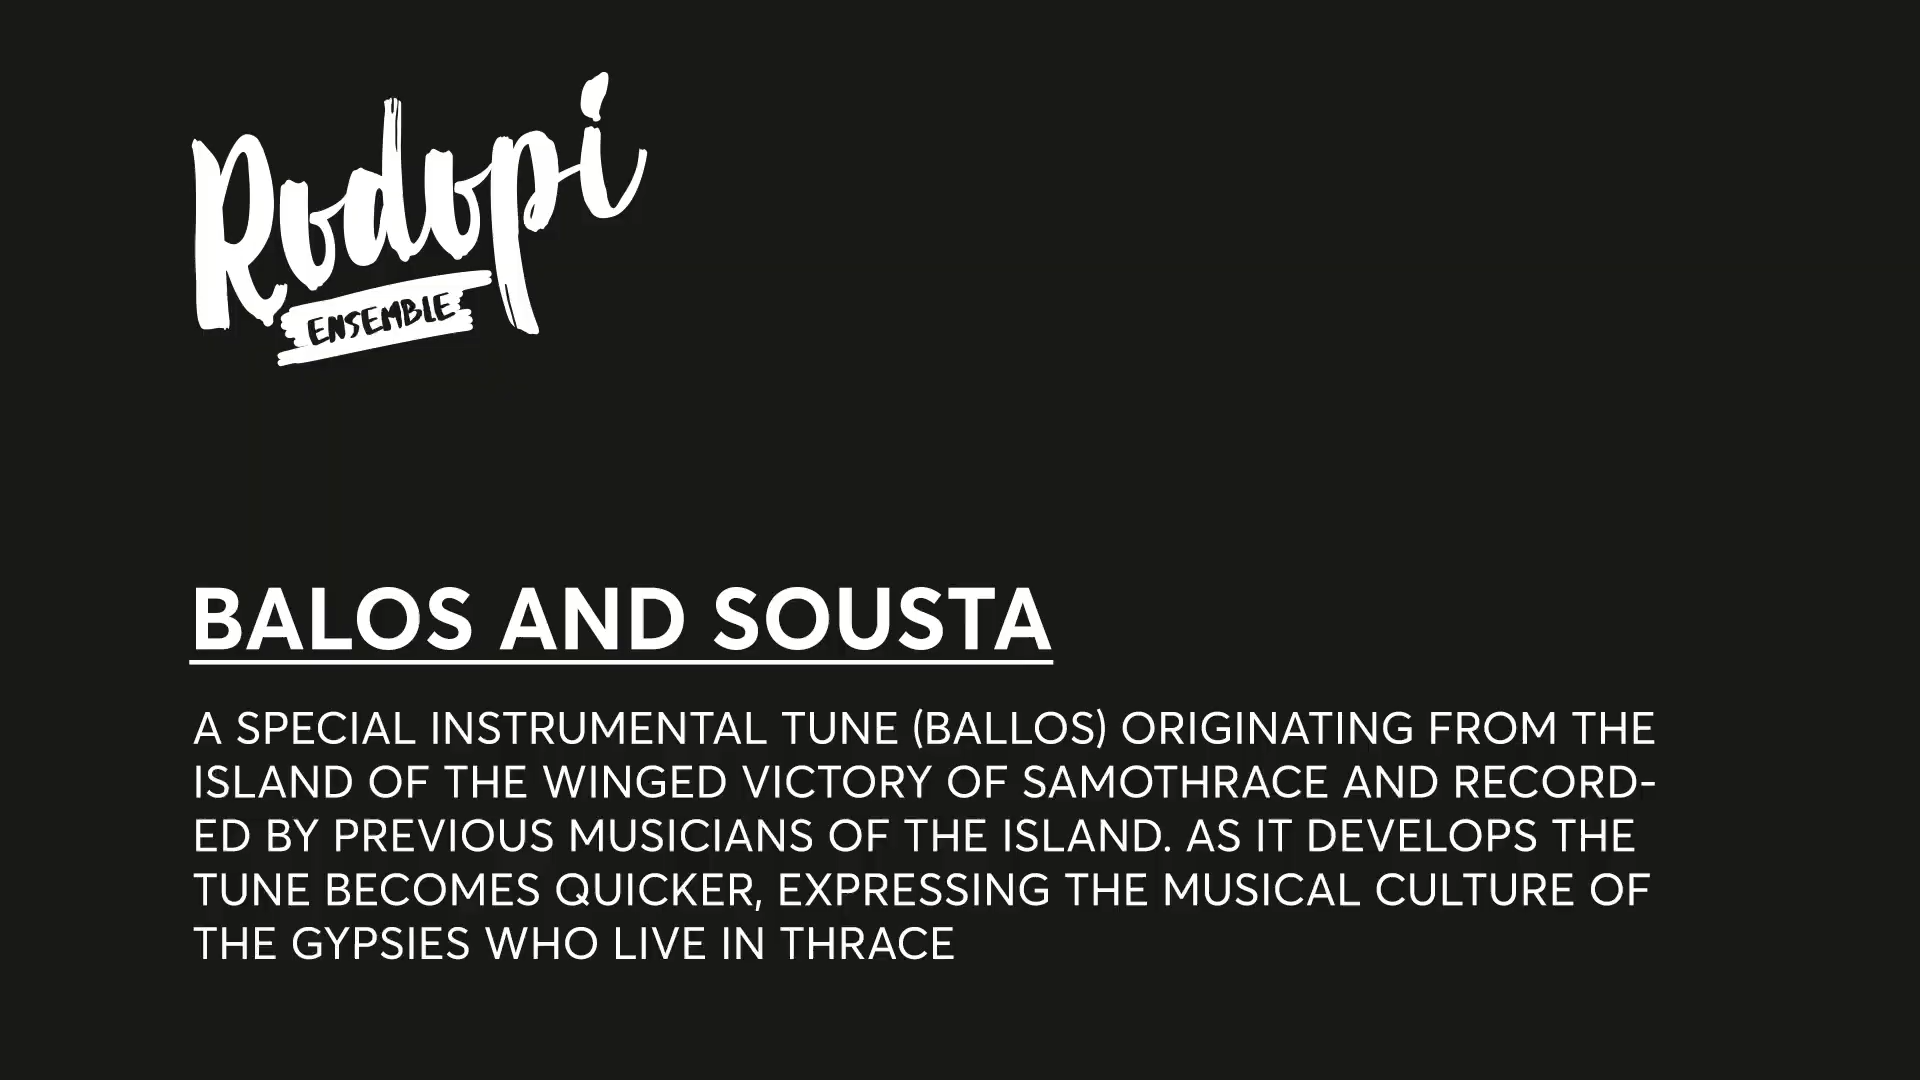 Rodopi
ENSEMBLE
BALOS AND SOUSTA
A SPECIAL INSTRUMENTAL TUNE (BALLOS) ORIGINATING FROM THE
ISLAND OF THE WINGED VICTORY OF SAMOTHRACE AND RECORD-
ED BY PREVIOUS MUSICIANS OF THE ISLAND. AS IT DEVELOPS THE
TUNE BECOMES QUICKER, EXPRESSING THE MUSICAL CULTURE OF
THE GYPSIES WHO LIVE IN THRACE